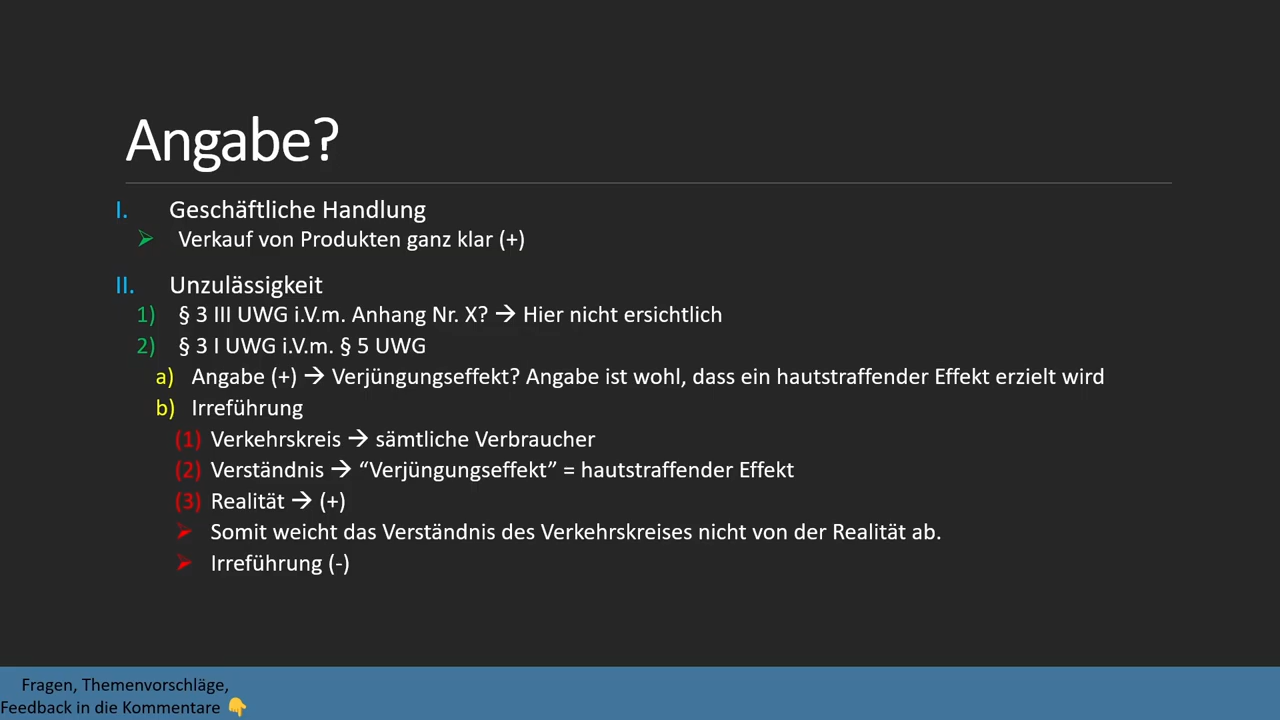 Angabe?
I. Geschäftliche Handlung
➢ Verkauf von Produkten ganz klar (+)
II. Unzulässigkeit
1) § 3 III UWG i.V.m. Anhang Nr. X? → Hier nicht ersichtlich
2) § 3 I UWG i.V.m. § 5 UWG
a) Angabe (+) → Verjüngungseffekt? Angabe ist wohl, dass ein hautstraffender Effekt erzielt wird
b) Irreführung
(1) Verkehrskreis → sämtliche Verbraucher
(2) Verständnis → “Verjüngungseffekt” = hautstraffender Effekt
(3) Realität → (+)
➢ Somit weicht das Verständnis des Verkehrskreises nicht von der Realität ab.
➢ Irreführung (-)
Fragen, Themenvorschläge,
Feedback in die Kommentare 👇